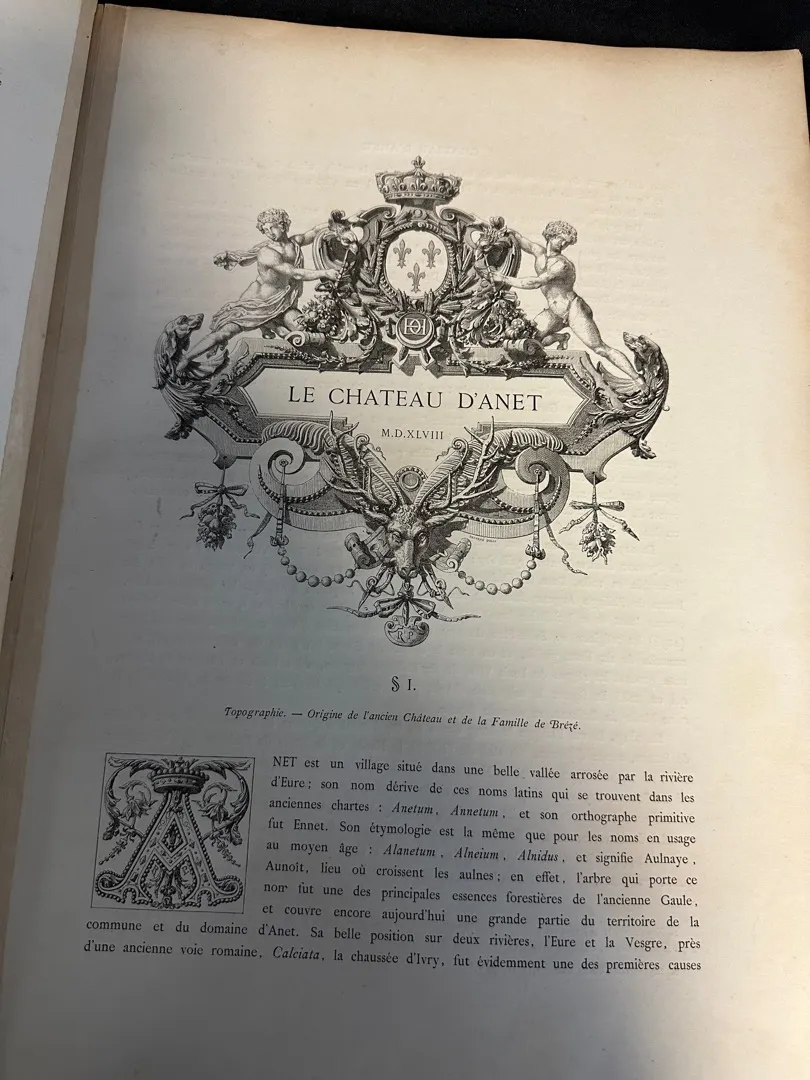 LE CHATEAU D'ANET
M.D.XLVIII
R P
§ I.
Topographie. — Origine de l'ancien Château et de la Famille de Brézé.
ANET est un village situé dans une belle vallée arrosée par la rivière
d'Eure; son nom dérive de ces noms latins qui se trouvent dans les
anciennes chartes : Anetum, Annetum, et son orthographe primitive
fut Ennet. Son étymologie est la même que pour les noms en usage
au moyen âge : Alanetum, Alneium, Alnidus, et signifie Aulnaye,
Aunoît, lieu où croissent les aulnes; en effet, l'arbre qui porte ce
nom fut une des principales essences forestières de l'ancienne Gaule,
et couvre encore aujourd'hui une grande partie du territoire de la
commune et du domaine d'Anet. Sa belle position sur deux rivières, l'Eure et la Vesgre, près
d'une ancienne voie romaine, Calciata, la chaussée d'Ivry, fut évidemment une des premières causes